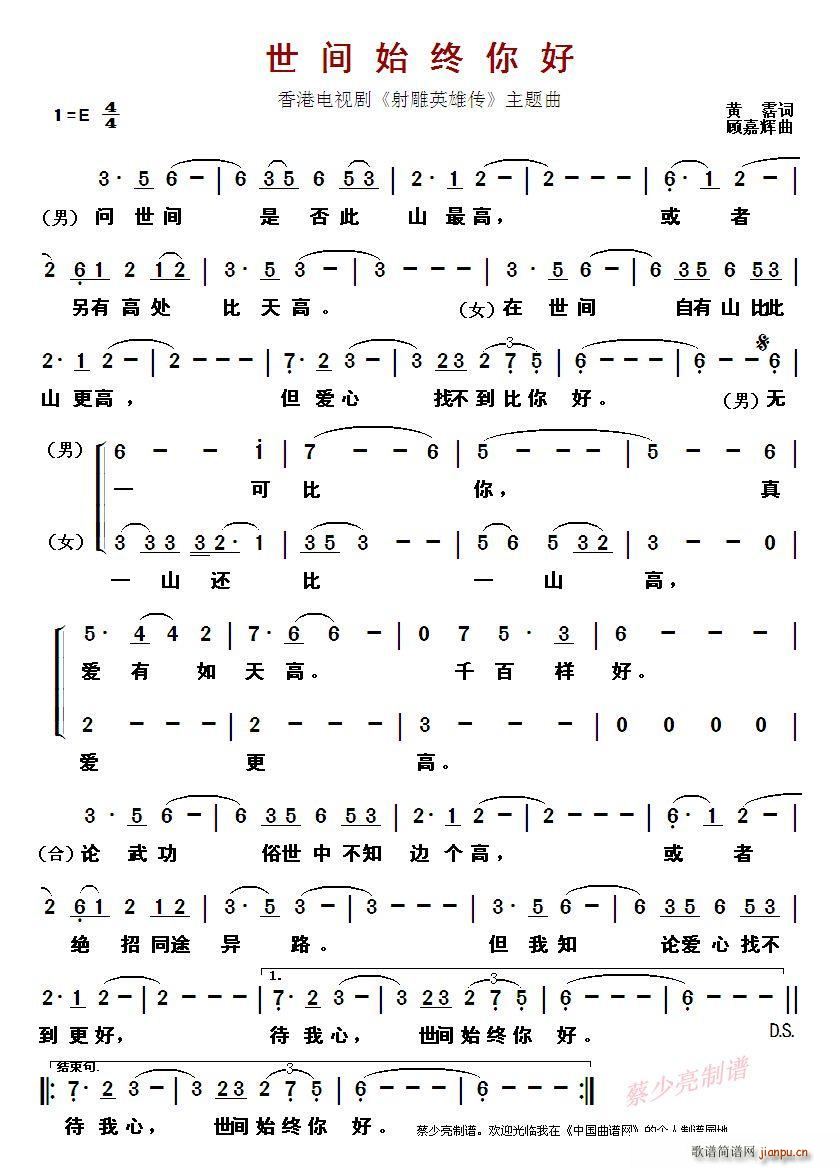 世间始终你好
香港电视剧《射雕英雄传》主题曲
1=E 4/4
黄霑词
顾嘉辉曲
3· 5 6 － | 6 3 5 6 5 3 | 2· 1 2 － | 2 － － － | 6· 1 2 － |
(男) 问 世 间 是 否 此 山 最 高， 或 者
2 6 1 2 1 2 | 3· 5 3 － | 3 － － － | 3· 5 6 － | 6 3 5 6 5 3 |
另有 高 处 比 天 高。 (女) 在 世 间 自有 山 比此
2· 1 2 － | 2 － － － | 7· 2 3 － | 3 2 3 2 7 5 | 6 － － － | 6 － － 6 |
山 更 高， 但 爱 心 找不 到 比 你 好。 (男) 无
(男) 6 － － i | 7 － － 6 | 5 － － － | 5 － － 6 |
一 可 比 你， 真
(女) 3 3 3 3 2 2· 1 | 3 5 3 － | 5 6 5 3 2 | 3 － － 0 |
一 山 还 比 一 山 高，
5· 4 4 2 | 7· 6 6 － | 0 7 5· 3 | 6 － － － |
爱 有 如 天 高。 千 百 样 好。
2 － － － | 2 － － － | 3 － － － | 0 0 0 0 |
爱 更 高。
3· 5 6 － | 6 3 5 6 5 3 | 2· 1 2 － | 2 － － － | 6· 1 2 － |
(合) 论 武 功 俗世 中 不知 边 个 高， 或 者
2 6 1 2 1 2 | 3· 5 3 － | 3 － － － | 3· 5 6 － | 6 3 5 6 5 3 |
绝 招 同途 异 路。 但 我 知 论爱 心 找不
1.
2· 1 2 － | 2 － － － | 7· 2 3 － | 3 2 3 2 7 5 | 6 － － － | 6 － － － ||
到 更 好， 待 我 心， 世间 始 终 你 好。 D.S.
结束句.
||: 7· 2 3 － | 3 2 3 2 7 5 | 6 － － － | 6 － － － :||
待 我 心， 世间 始 终 你 好。
蔡少亮制谱
蔡少亮制谱。欢迎光临我在《中国曲谱网》的个人制谱园地
歌谱简谱网 jianpu.cn